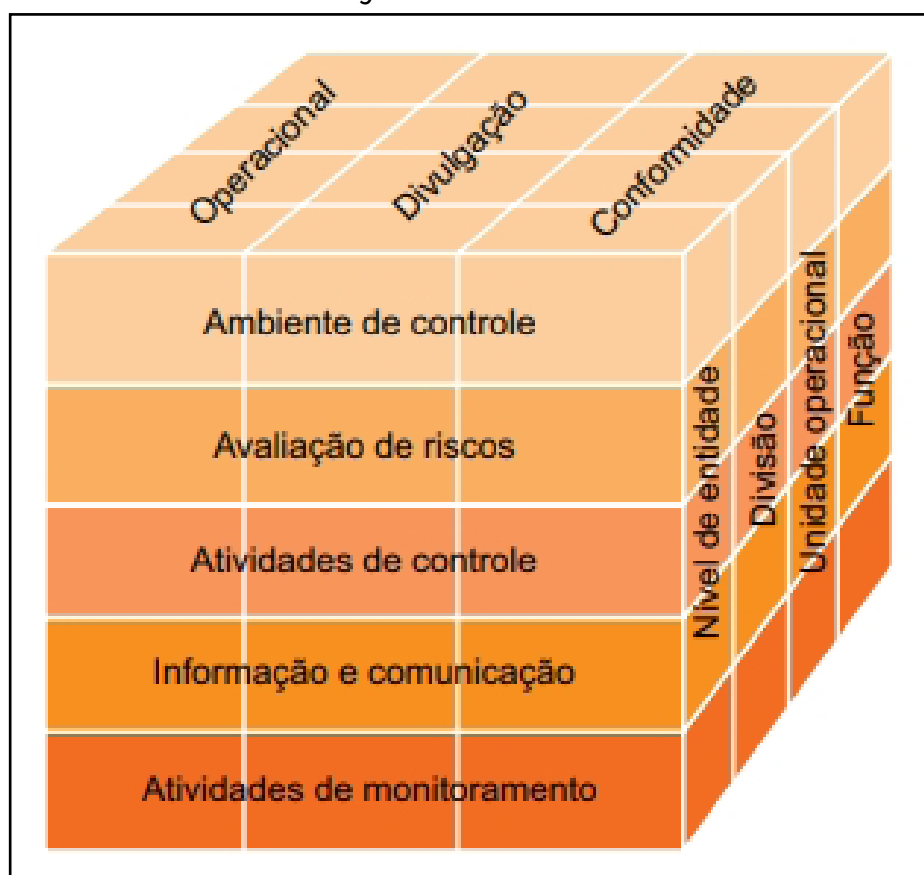 Operacional
Divulgação
Conformidade
Ambiente de controle
Avaliação de riscos
Atividades de controle
Informação e comunicação
Atividades de monitoramento
Nível de entidade
Divisão
Unidade operacional
Função